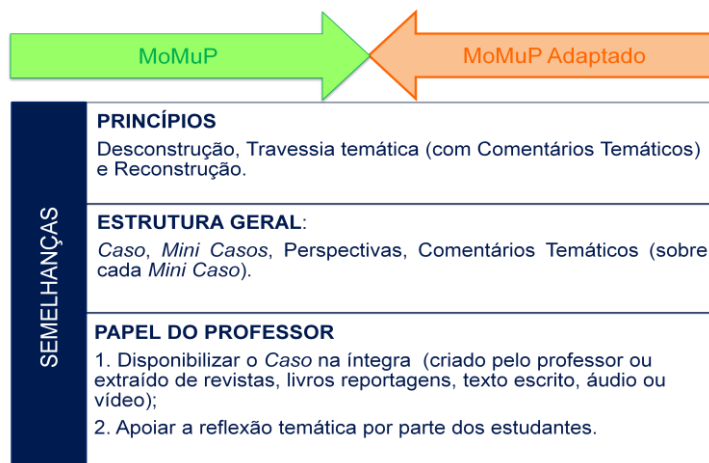 MoMuP
MoMuP Adaptado
SEMELHANÇAS
PRINCÍPIOS
Desconstrução, Travessia temática (com Comentários Temáticos)
e Reconstrução.
ESTRUTURA GERAL:
Caso, Mini Casos, Perspectivas, Comentários Temáticos (sobre
cada Mini Caso).
PAPEL DO PROFESSOR
1. Disponibilizar o Caso na íntegra (criado pelo professor ou
extraído de revistas, livros reportagens, texto escrito, áudio ou
vídeo);
2. Apoiar a reflexão temática por parte dos estudantes.